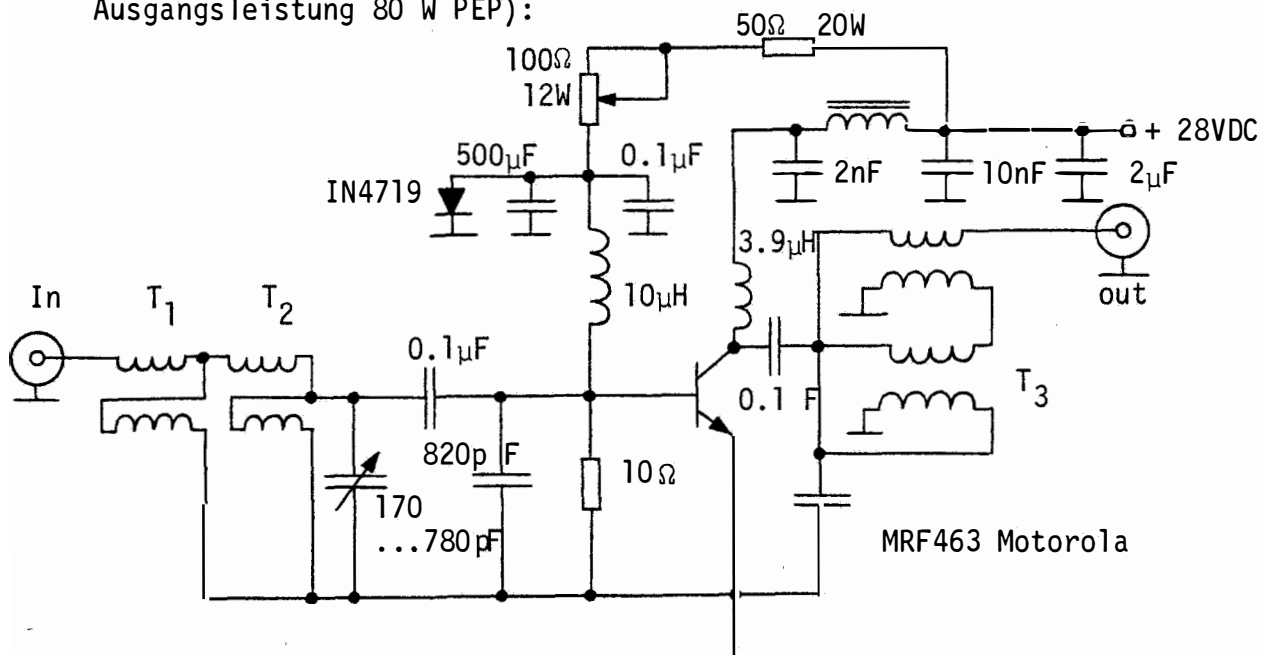 Ausgangsleistung 80 W PEP):
50Ω 20W
100Ω
12W
+ 28VDC
500µF
0.1µF
2nF
10nF
2µF
IN4719
3.9µH
10µH
out
In
T1
T2
0.1µF
0.1 F
T3
820p F
10Ω
170
...780pF
MRF463 Motorola